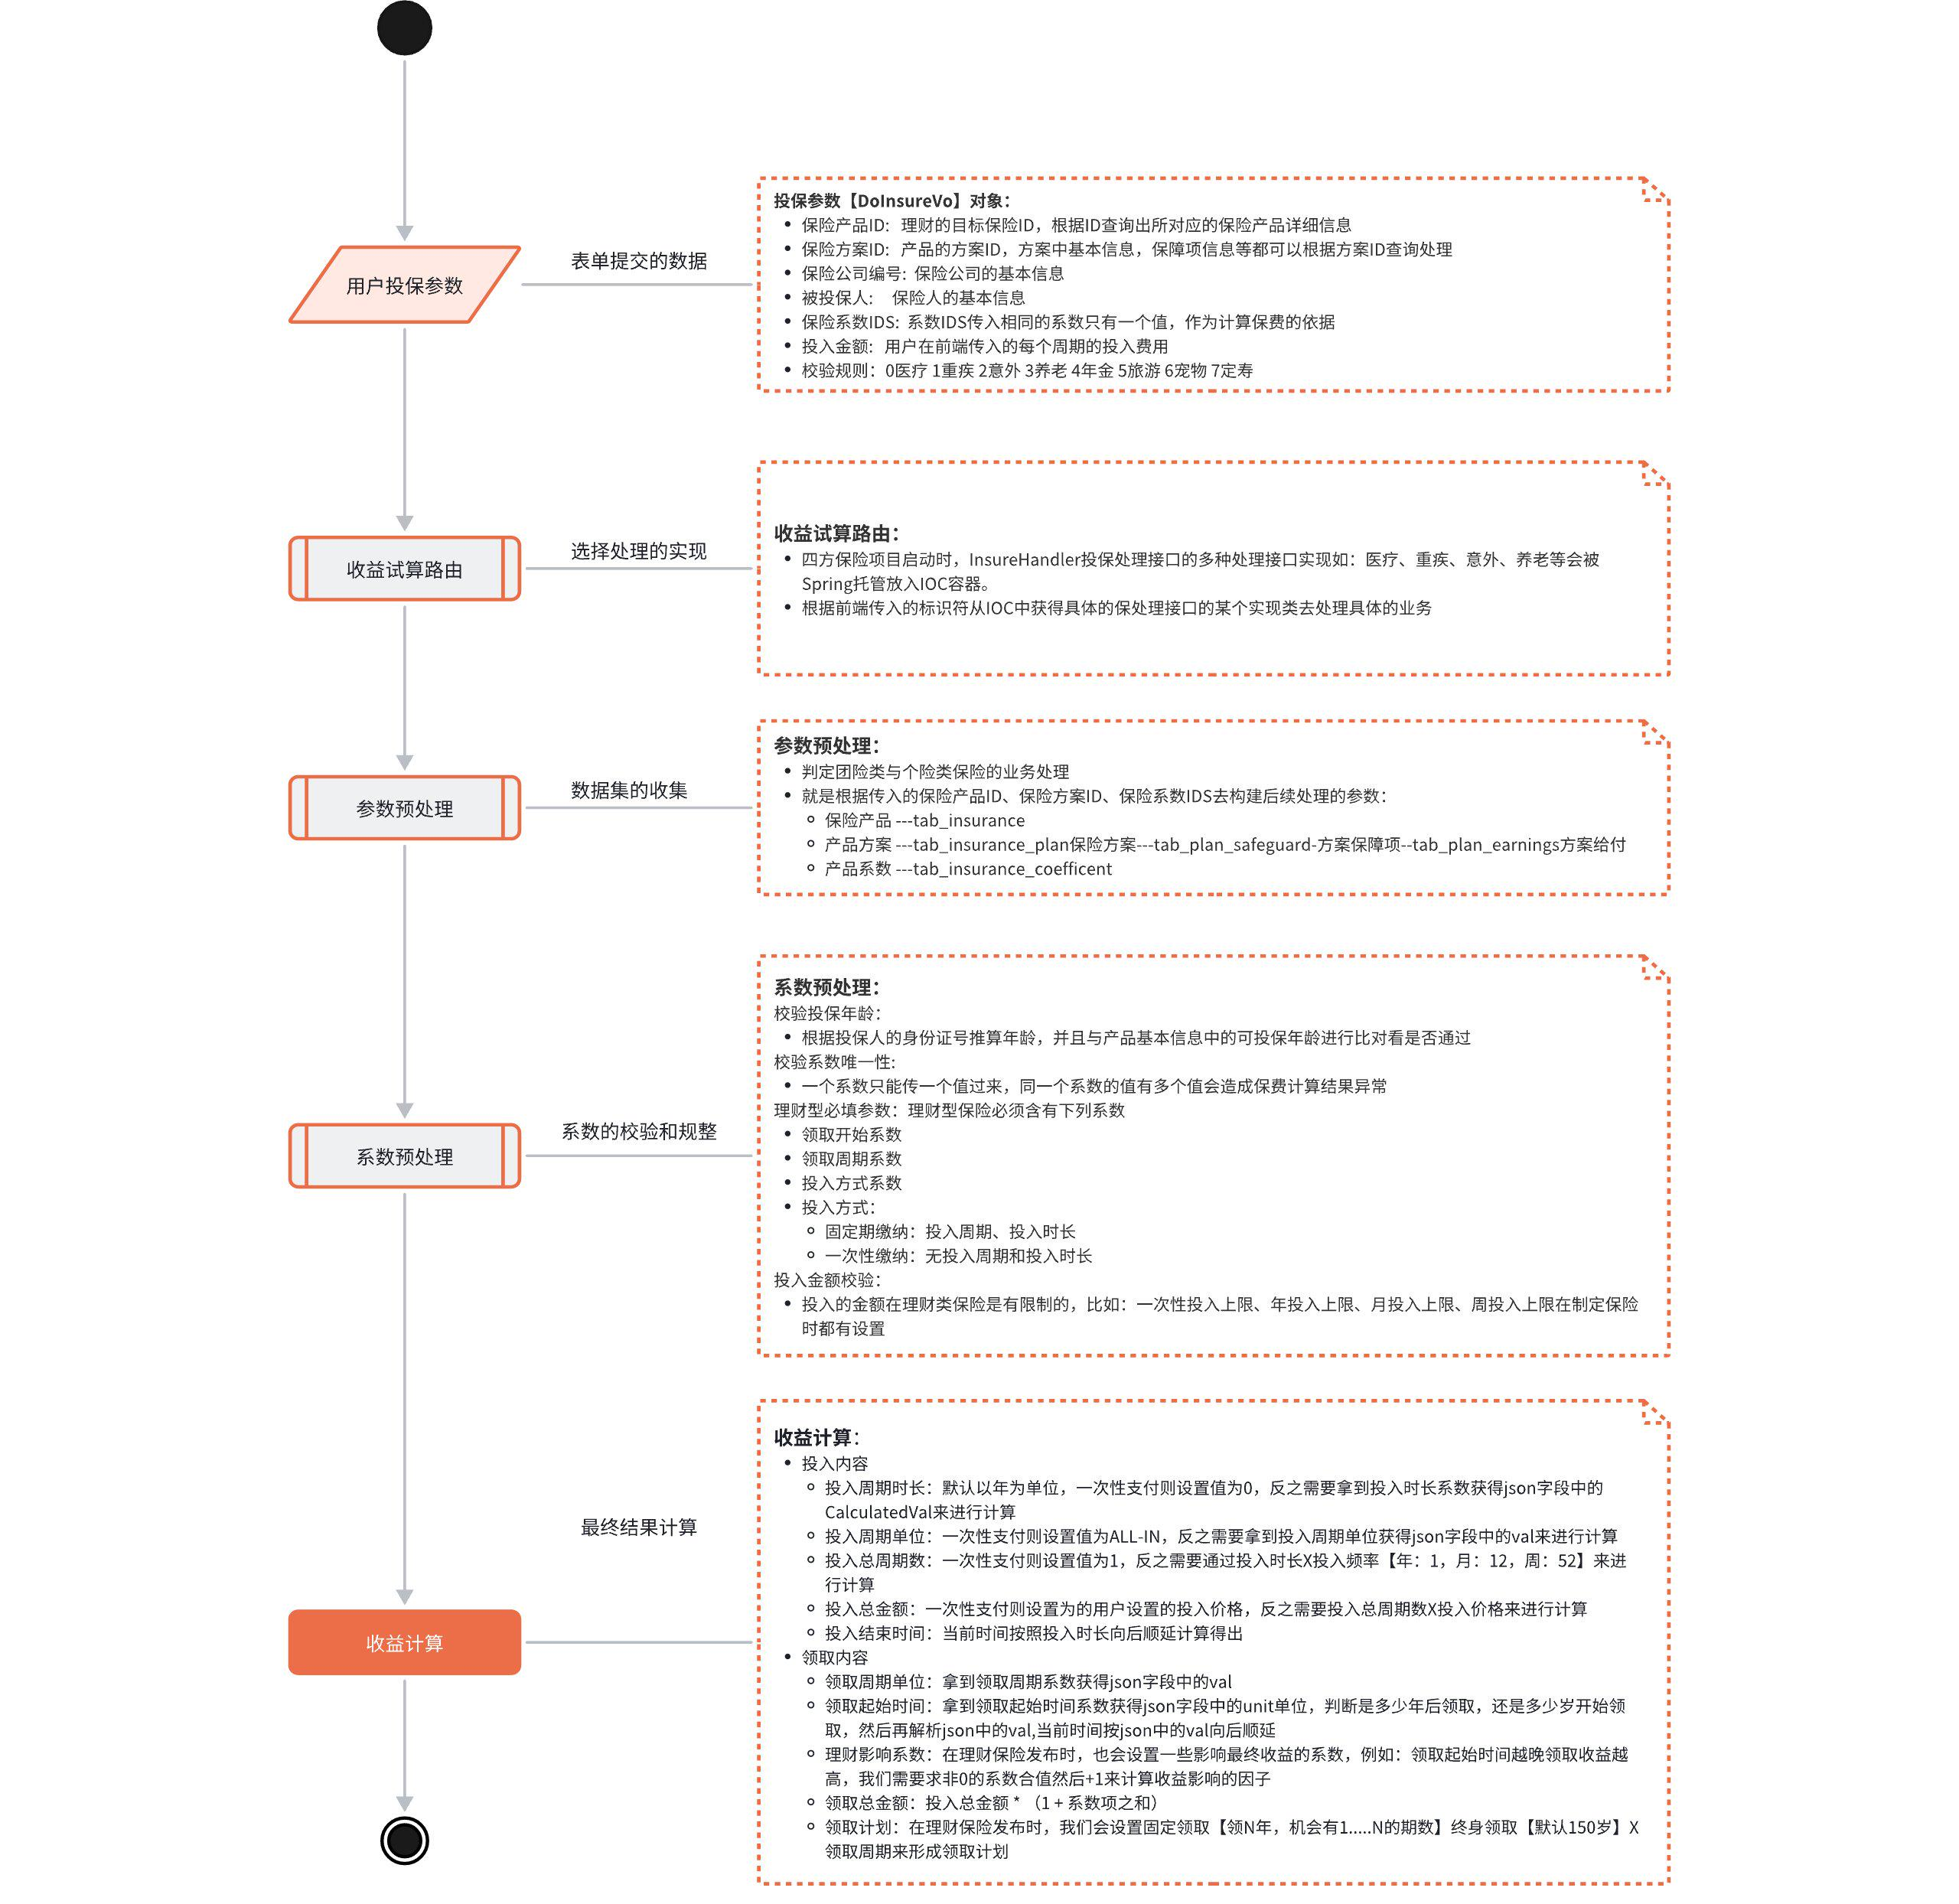 投保参数【DoInsureVo】对象：
保险产品ID： 理财的目标保险ID，根据ID查询出所对应的保险产品详细信息
保险方案ID： 产品的方案ID，方案中基本信息，保障项信息等都可以根据方案ID查询处理
保险公司编号：保险公司的基本信息
被投保人： 保险人的基本信息
保险系数IDS：系数IDS传入相同的系数只有一个值，作为计算保费的依据
投入金额： 用户在前端传入的每个周期的投入费用
校验规则：0医疗 1重疾 2意外 3养老 4年金 5旅游 6宠物 7定寿
表单提交的数据
用户投保参数
收益试算路由：
四方保险项目启动时，InsureHandler投保处理接口的多种处理接口实现如：医疗、重疾、意外、养老等会被
Spring托管放入IOC容器。
根据前端传入的标识符从IOC中获得具体的保处理接口的某个实现类去处理具体的业务
选择处理的实现
收益试算路由
参数预处理：
判定团险类与个险类保险的业务处理
就是根据传入的保险产品ID、保险方案ID、保险系数IDS去构建后续处理的参数：
保险产品 ---tab_insurance
产品方案 ---tab_insurance_plan保险方案---tab_plan_safeguard-方案保障项--tab_plan_earnings方案给付
产品系数 ---tab_insurance_coefficent
数据集的收集
参数预处理
系数预处理：
校验投保年龄：
根据投保人的身份证号推算年龄，并且与产品基本信息中的可投保年龄进行比对看是否通过
校验系数唯一性:
一个系数只能传一个值过来，同一个系数的值有多个值会造成保费计算结果异常
理财型必填参数：理财型保险必须含有下列系数
领取开始系数
领取周期系数
投入方式系数
投入方式：
固定期缴纳：投入周期、投入时长
一次性缴纳：无投入周期和投入时长
投入金额校验：
投入的金额在理财类保险是有限制的，比如：一次性投入上限、年投入上限、月投入上限、周投入上限在制定保险
时都有设置
系数的校验和规整
系数预处理
收益计算：
投入内容
投入周期时长：默认以年为单位，一次性支付则设置值为0，反之需要拿到投入时长系数获得json字段中的
CalculatedVal来进行计算
投入周期单位：一次性支付则设置值为ALL-IN，反之需要拿到投入周期单位获得json字段中的val来进行计算
投入总周期数：一次性支付则设置值为1，反之需要通过投入时长X投入频率【年：1，月：12，周：52】来进
行计算
投入总金额：一次性支付则设置为的用户设置的投入价格，反之需要投入总周期数X投入价格来进行计算
投入结束时间：当前时间按照投入时长向后顺延计算得出
领取内容
领取周期单位：拿到领取周期系数获得json字段中的val
领取起始时间：拿到领取起始时间系数获得json字段中的unit单位，判断是多少年后领取，还是多少岁开始领
取，然后再解析json中的val,当前时间按json中的val向后顺延
理财影响系数：在理财保险发布时，也会设置一些影响最终收益的系数，例如：领取起始时间越晚领取收益越
高，我们需要求非0的系数合值然后+1来计算收益影响的因子
领取总金额：投入总金额 * （1 + 系数项之和）
领取计划：在理财保险发布时，我们会设置固定领取【领N年，机会有1.....N的期数】终身领取【默认150岁】X
领取周期来形成领取计划
最终结果计算
收益计算